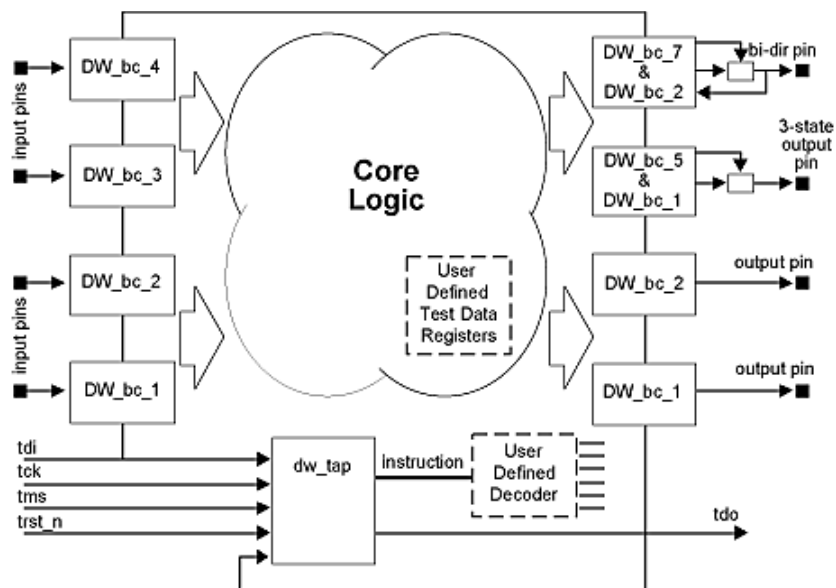 input pins
DW_bc_4
DW_bc_3
input pins
DW_bc_2
DW_bc_1
Core
Logic
User
Defined
Test Data
Registers
DW_bc_7
&
DW_bc_2
bi-dir pin
DW_bc_5
&
DW_bc_1
3-state
output
pin
DW_bc_2
output pin
DW_bc_1
output pin
tdi
tck
tms
trst_n
dw_tap
instruction
User
Defined
Decoder
tdo